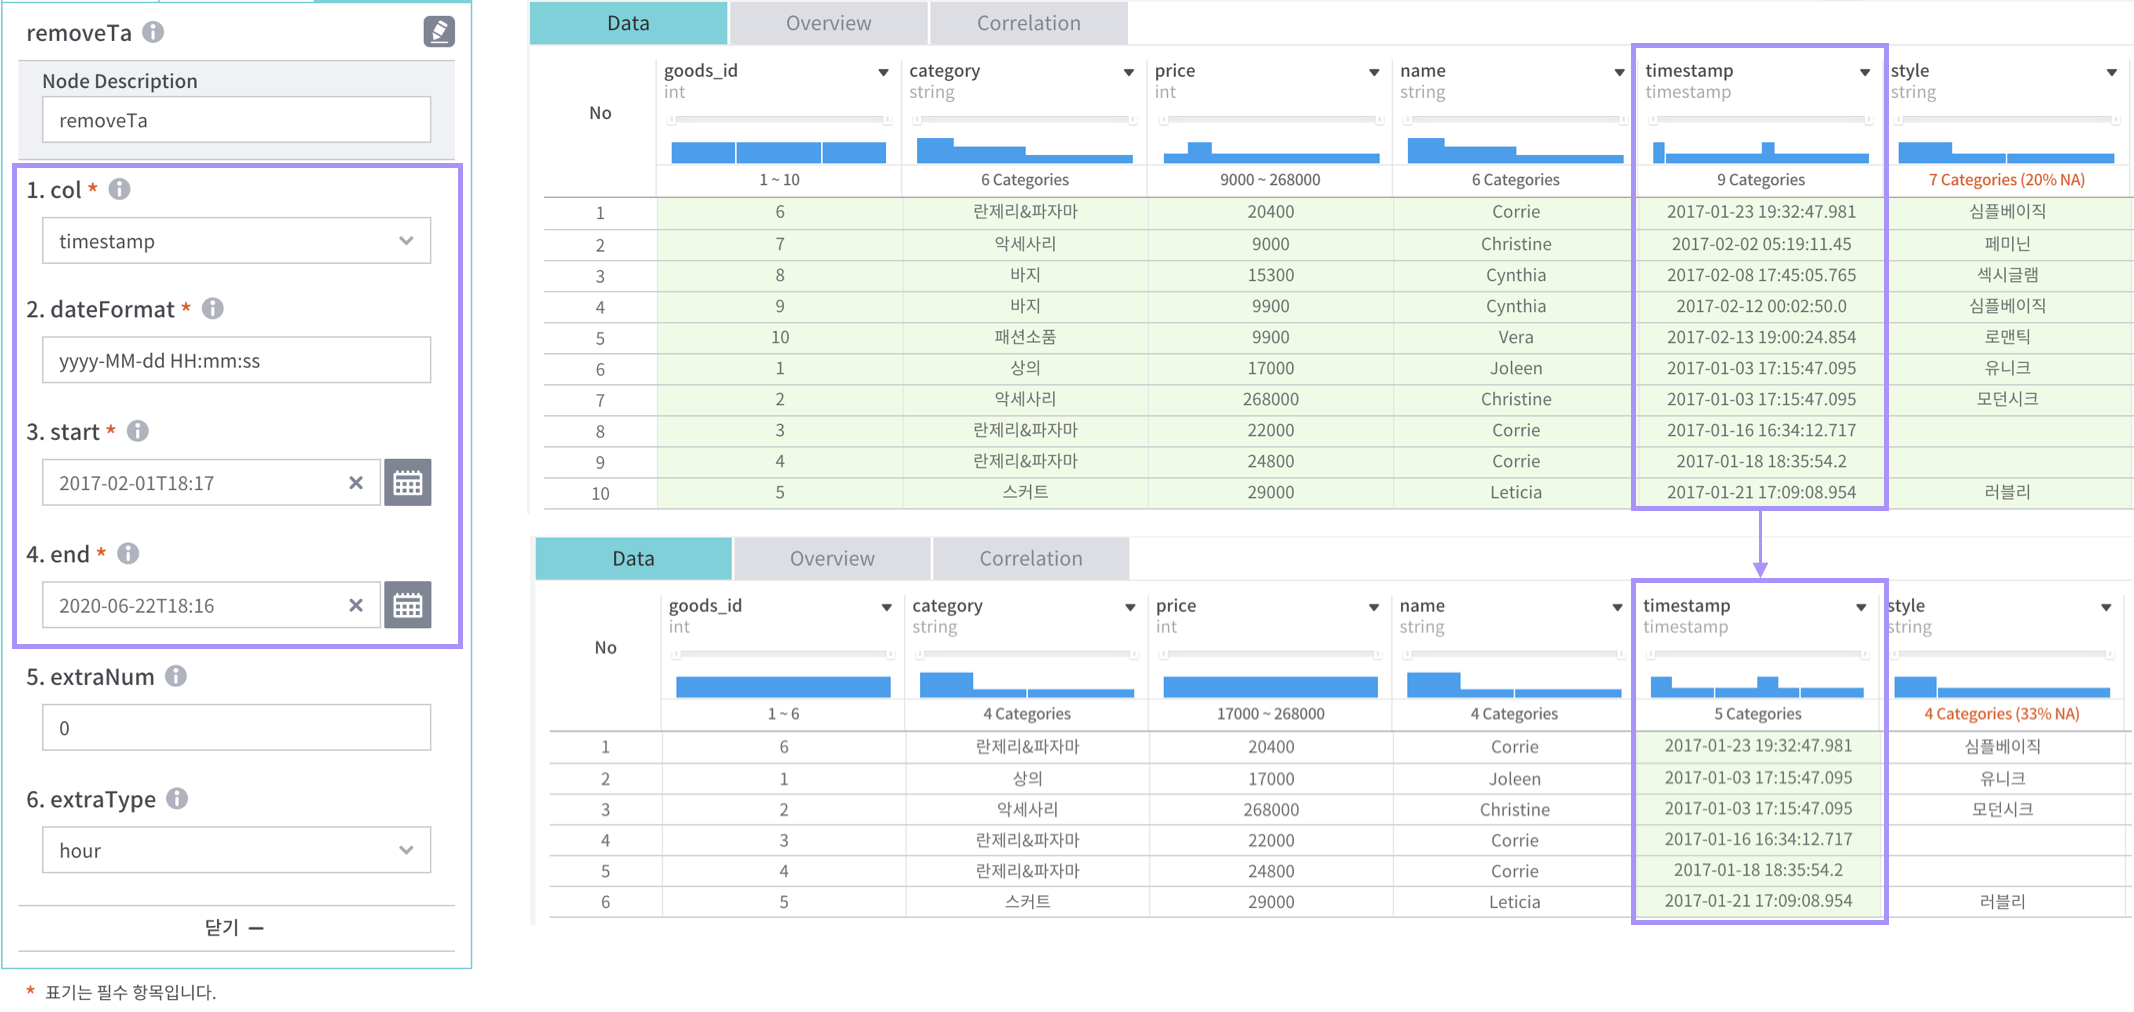 removeTa
Node Description
removeTa
1. col *
timestamp
2. dateFormat *
yyyy-MM-dd HH:mm:ss
3. start *
2017-02-01T18:17
4. end *
2020-06-22T18:16
5. extraNum
0
6. extraType
hour
닫기
* 표기는 필수 항목입니다.
Data Overview Correlation
No goods_id category price name timestamp style
int string int string timestamp string
1 ~ 10 6 Categories 9000 ~ 268000 6 Categories 9 Categories 7 Categories (20% NA)
1 6 란제리&파자마 20400 Corrie 2017-01-23 19:32:47.981 심플베이직
2 7 악세사리 9000 Christine 2017-02-02 05:19:11.45 페미닌
3 8 바지 15300 Cynthia 2017-02-08 17:45:05.765 섹시글램
4 9 바지 9900 Cynthia 2017-02-12 00:02:50.0 심플베이직
5 10 패션소품 9900 Vera 2017-02-13 19:00:24.854 로맨틱
6 1 상의 17000 Joleen 2017-01-03 17:15:47.095 유니크
7 2 악세사리 268000 Christine 2017-01-03 17:15:47.095 모던시크
8 3 란제리&파자마 22000 Corrie 2017-01-16 16:34:12.717
9 4 란제리&파자마 24800 Corrie 2017-01-18 18:35:54.2
10 5 스커트 29000 Leticia 2017-01-21 17:09:08.954 러블리
Data Overview Correlation
No goods_id category price name timestamp style
int string int string timestamp string
1 ~ 6 4 Categories 17000 ~ 268000 4 Categories 5 Categories 4 Categories (33% NA)
1 6 란제리&파자마 20400 Corrie 2017-01-23 19:32:47.981 심플베이직
2 1 상의 17000 Joleen 2017-01-03 17:15:47.095 유니크
3 2 악세사리 268000 Christine 2017-01-03 17:15:47.095 모던시크
4 3 란제리&파자마 22000 Corrie 2017-01-16 16:34:12.717
5 4 란제리&파자마 24800 Corrie 2017-01-18 18:35:54.2
6 5 스커트 29000 Leticia 2017-01-21 17:09:08.954 러블리